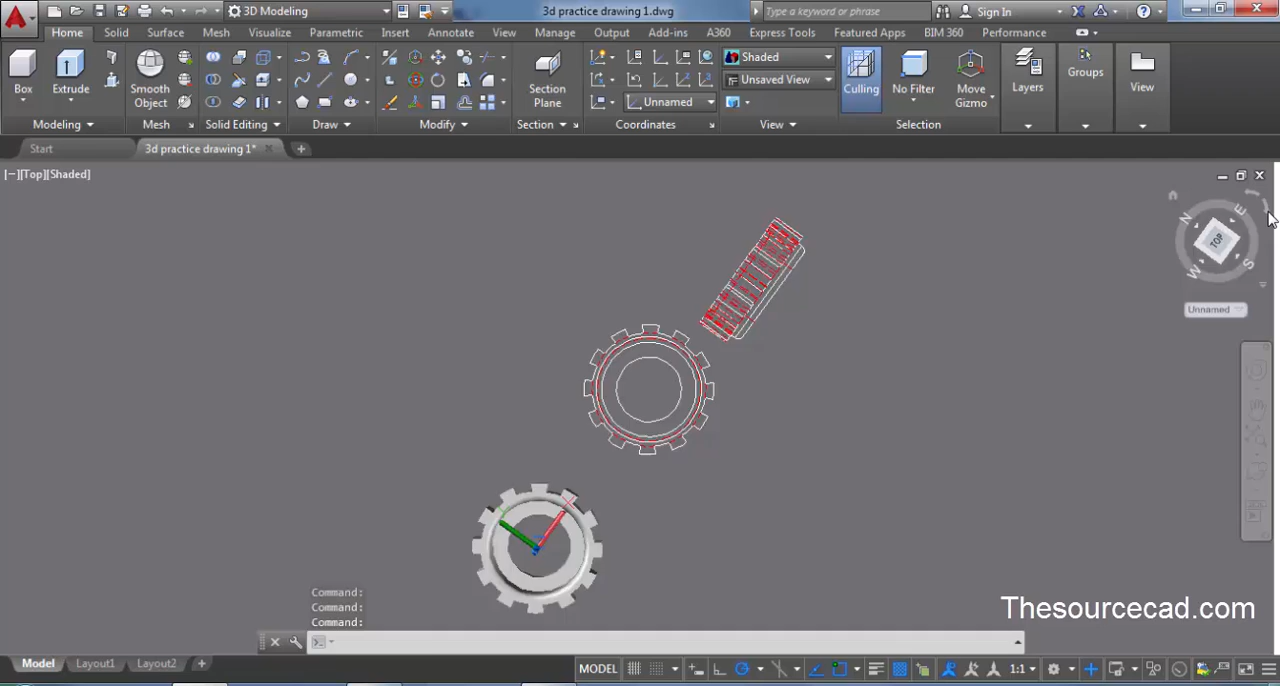 3D Modeling
3d practice drawing 1.dwg
Type a keyword or phrase
Sign In
Home Solid Surface Mesh Visualize Parametric Insert Annotate View Manage Output Add-ins A360 Express Tools Featured Apps BIM 360 Performance
Box
Extrude
Smooth
Object
Section
Plane
Unnamed
Shaded
Unsaved View
Culling
No Filter
Move
Gizmo
Layers
Groups
View
Modeling Mesh Solid Editing Draw Modify Section Coordinates View Selection
Start
3d practice drawing 1*
[−][Top][Shaded]
N
E
TOP
W
S
Unnamed
Command:
Command:
Command:
Thesourcecad.com
Model Layout1 Layout2
MODEL
1:1